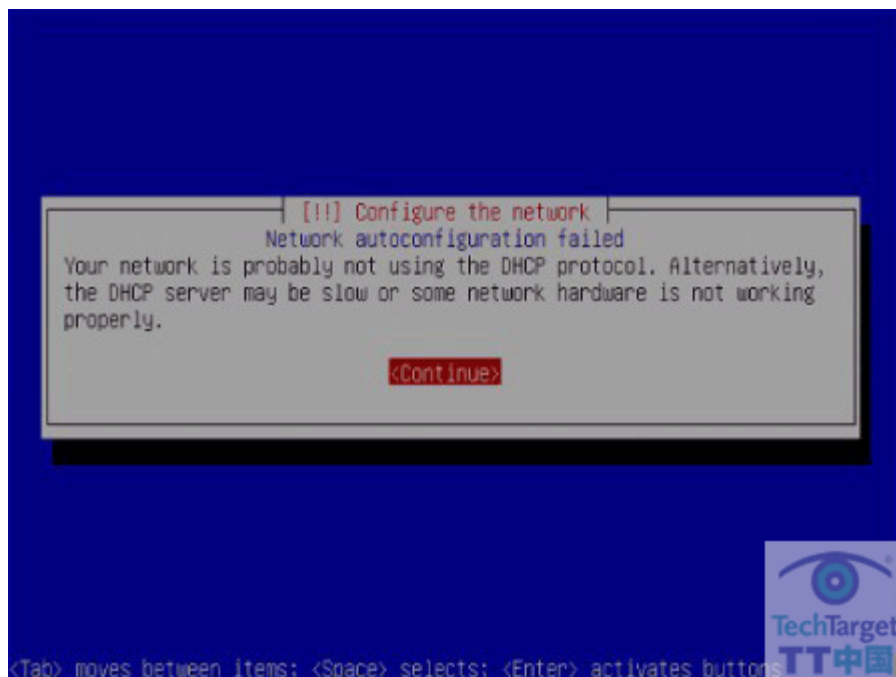 [!!] Configure the network
Network autoconfiguration failed
Your network is probably not using the DHCP protocol. Alternatively,
the DHCP server may be slow or some network hardware is not working
properly.
<Continue>
TechTarget
TT中国
<Tab> moves between items; <Space> selects; <Enter> activates buttons